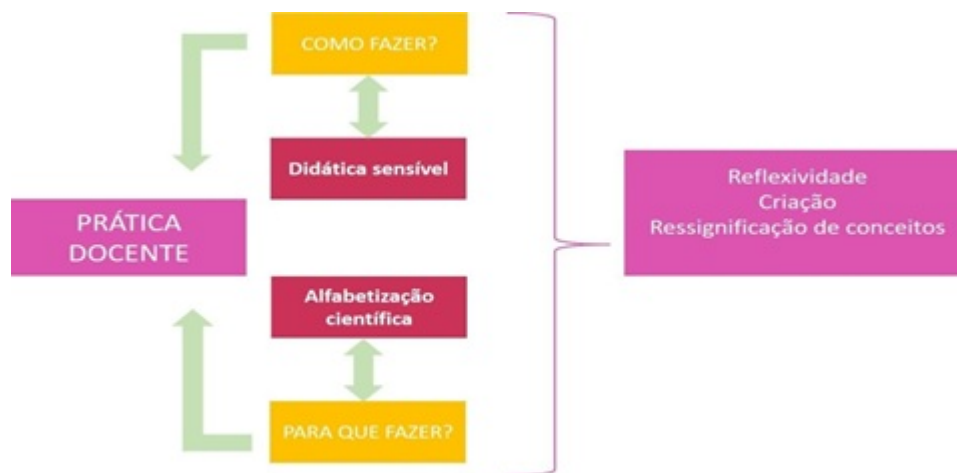 COMO FAZER?
Didática sensível
PRÁTICA
DOCENTE
Alfabetização
científica
PARA QUE FAZER?
Reflexividade
Criação
Ressignificação de conceitos